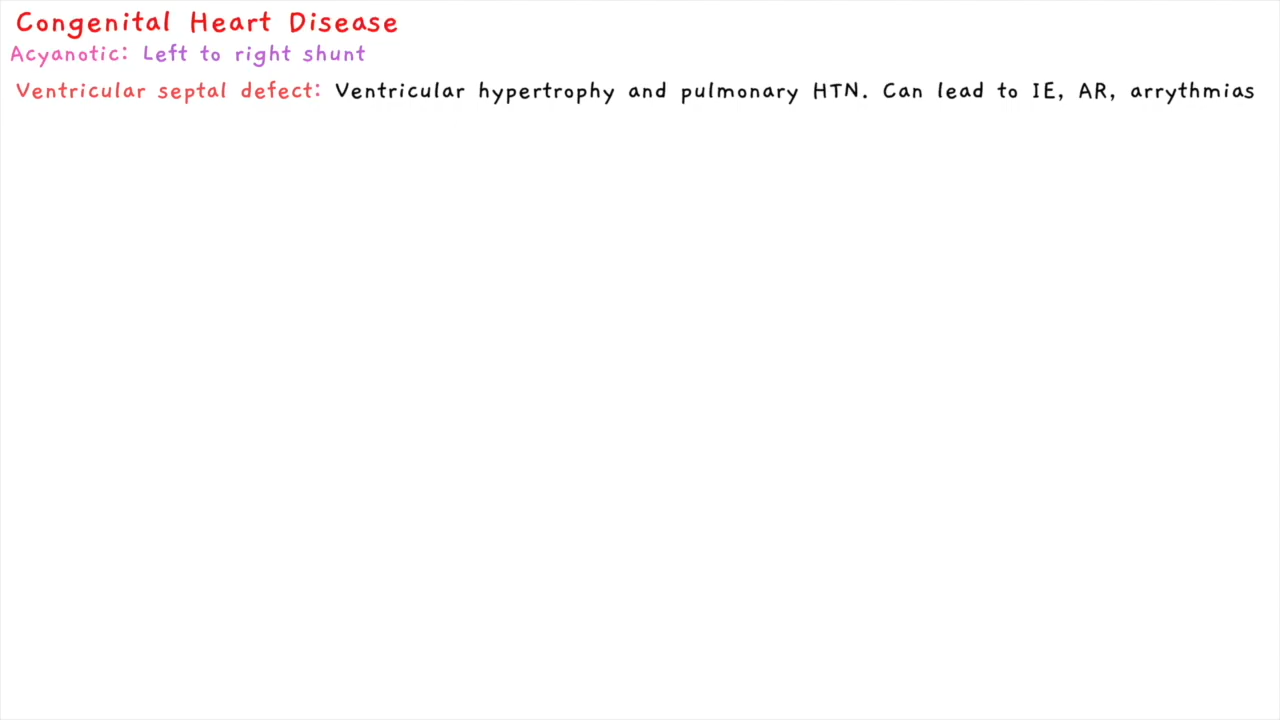 Congenital Heart Disease
Acyanotic: Left to right shunt
Ventricular septal defect: Ventricular hypertrophy and pulmonary HTN. Can lead to IE, AR, arrythmias